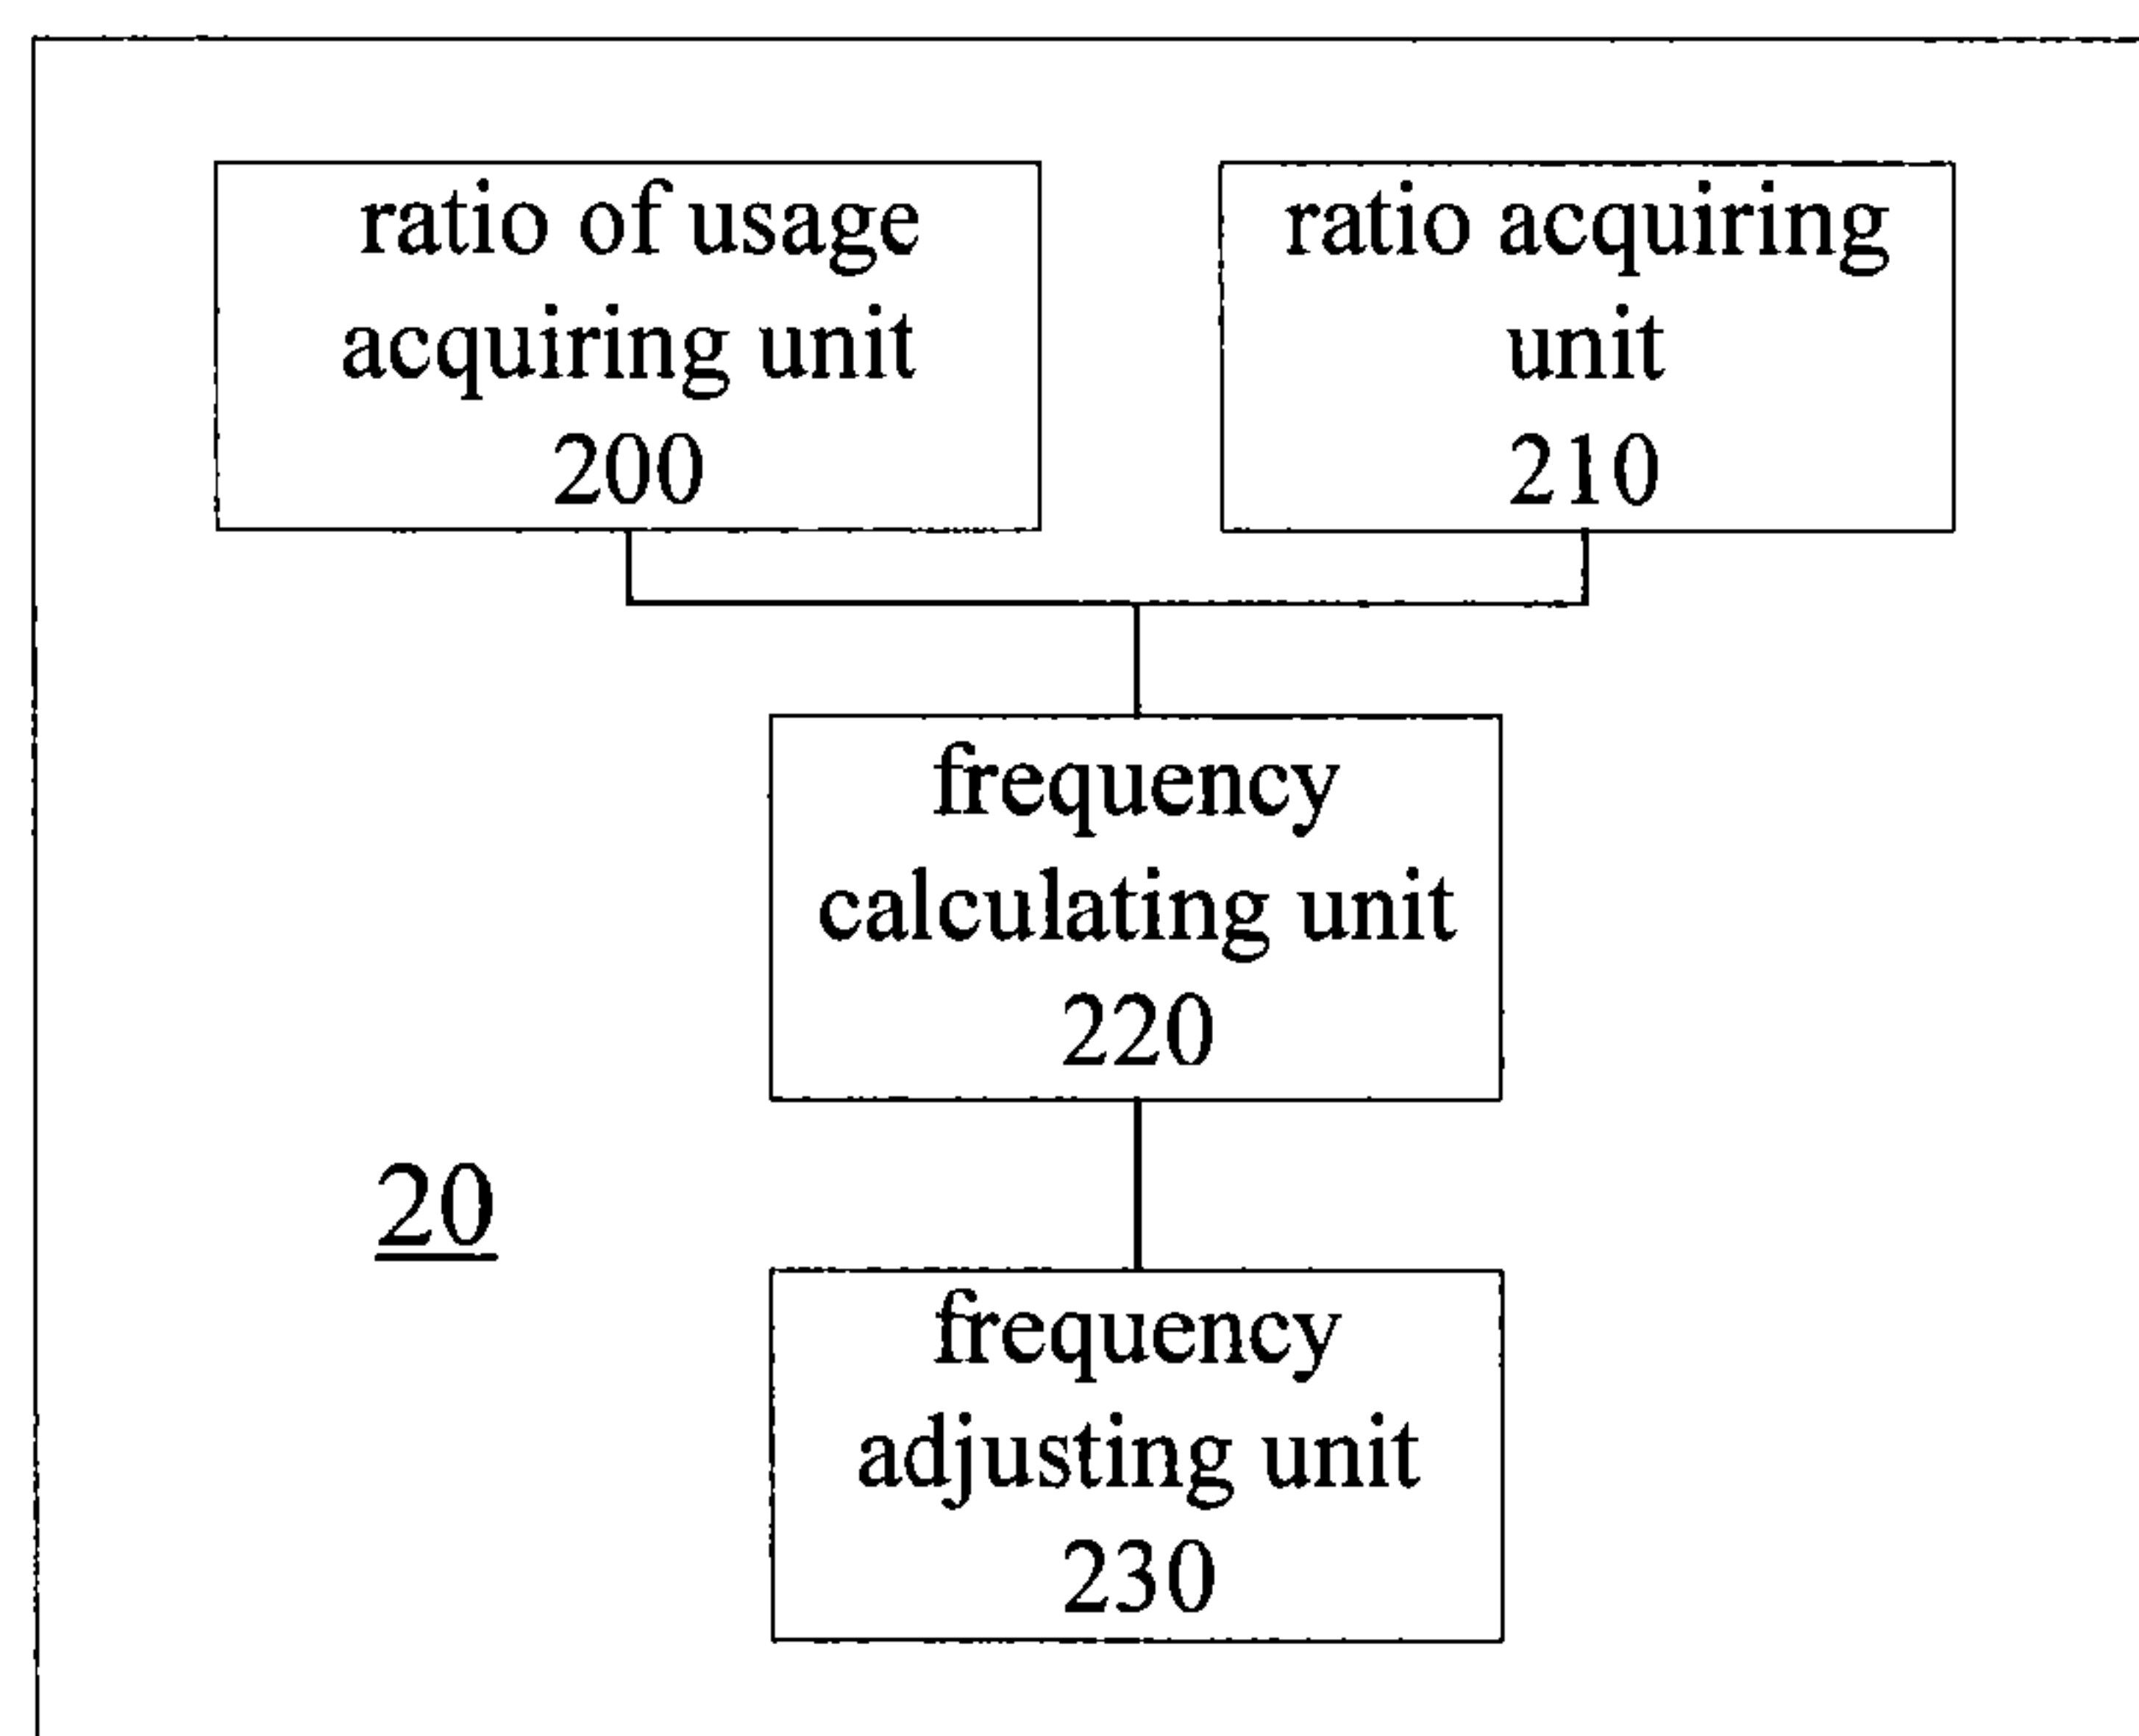 ratio of usage
acquiring unit
200
ratio acquiring
unit
210
frequency
calculating unit
220
20
frequency
adjusting unit
230